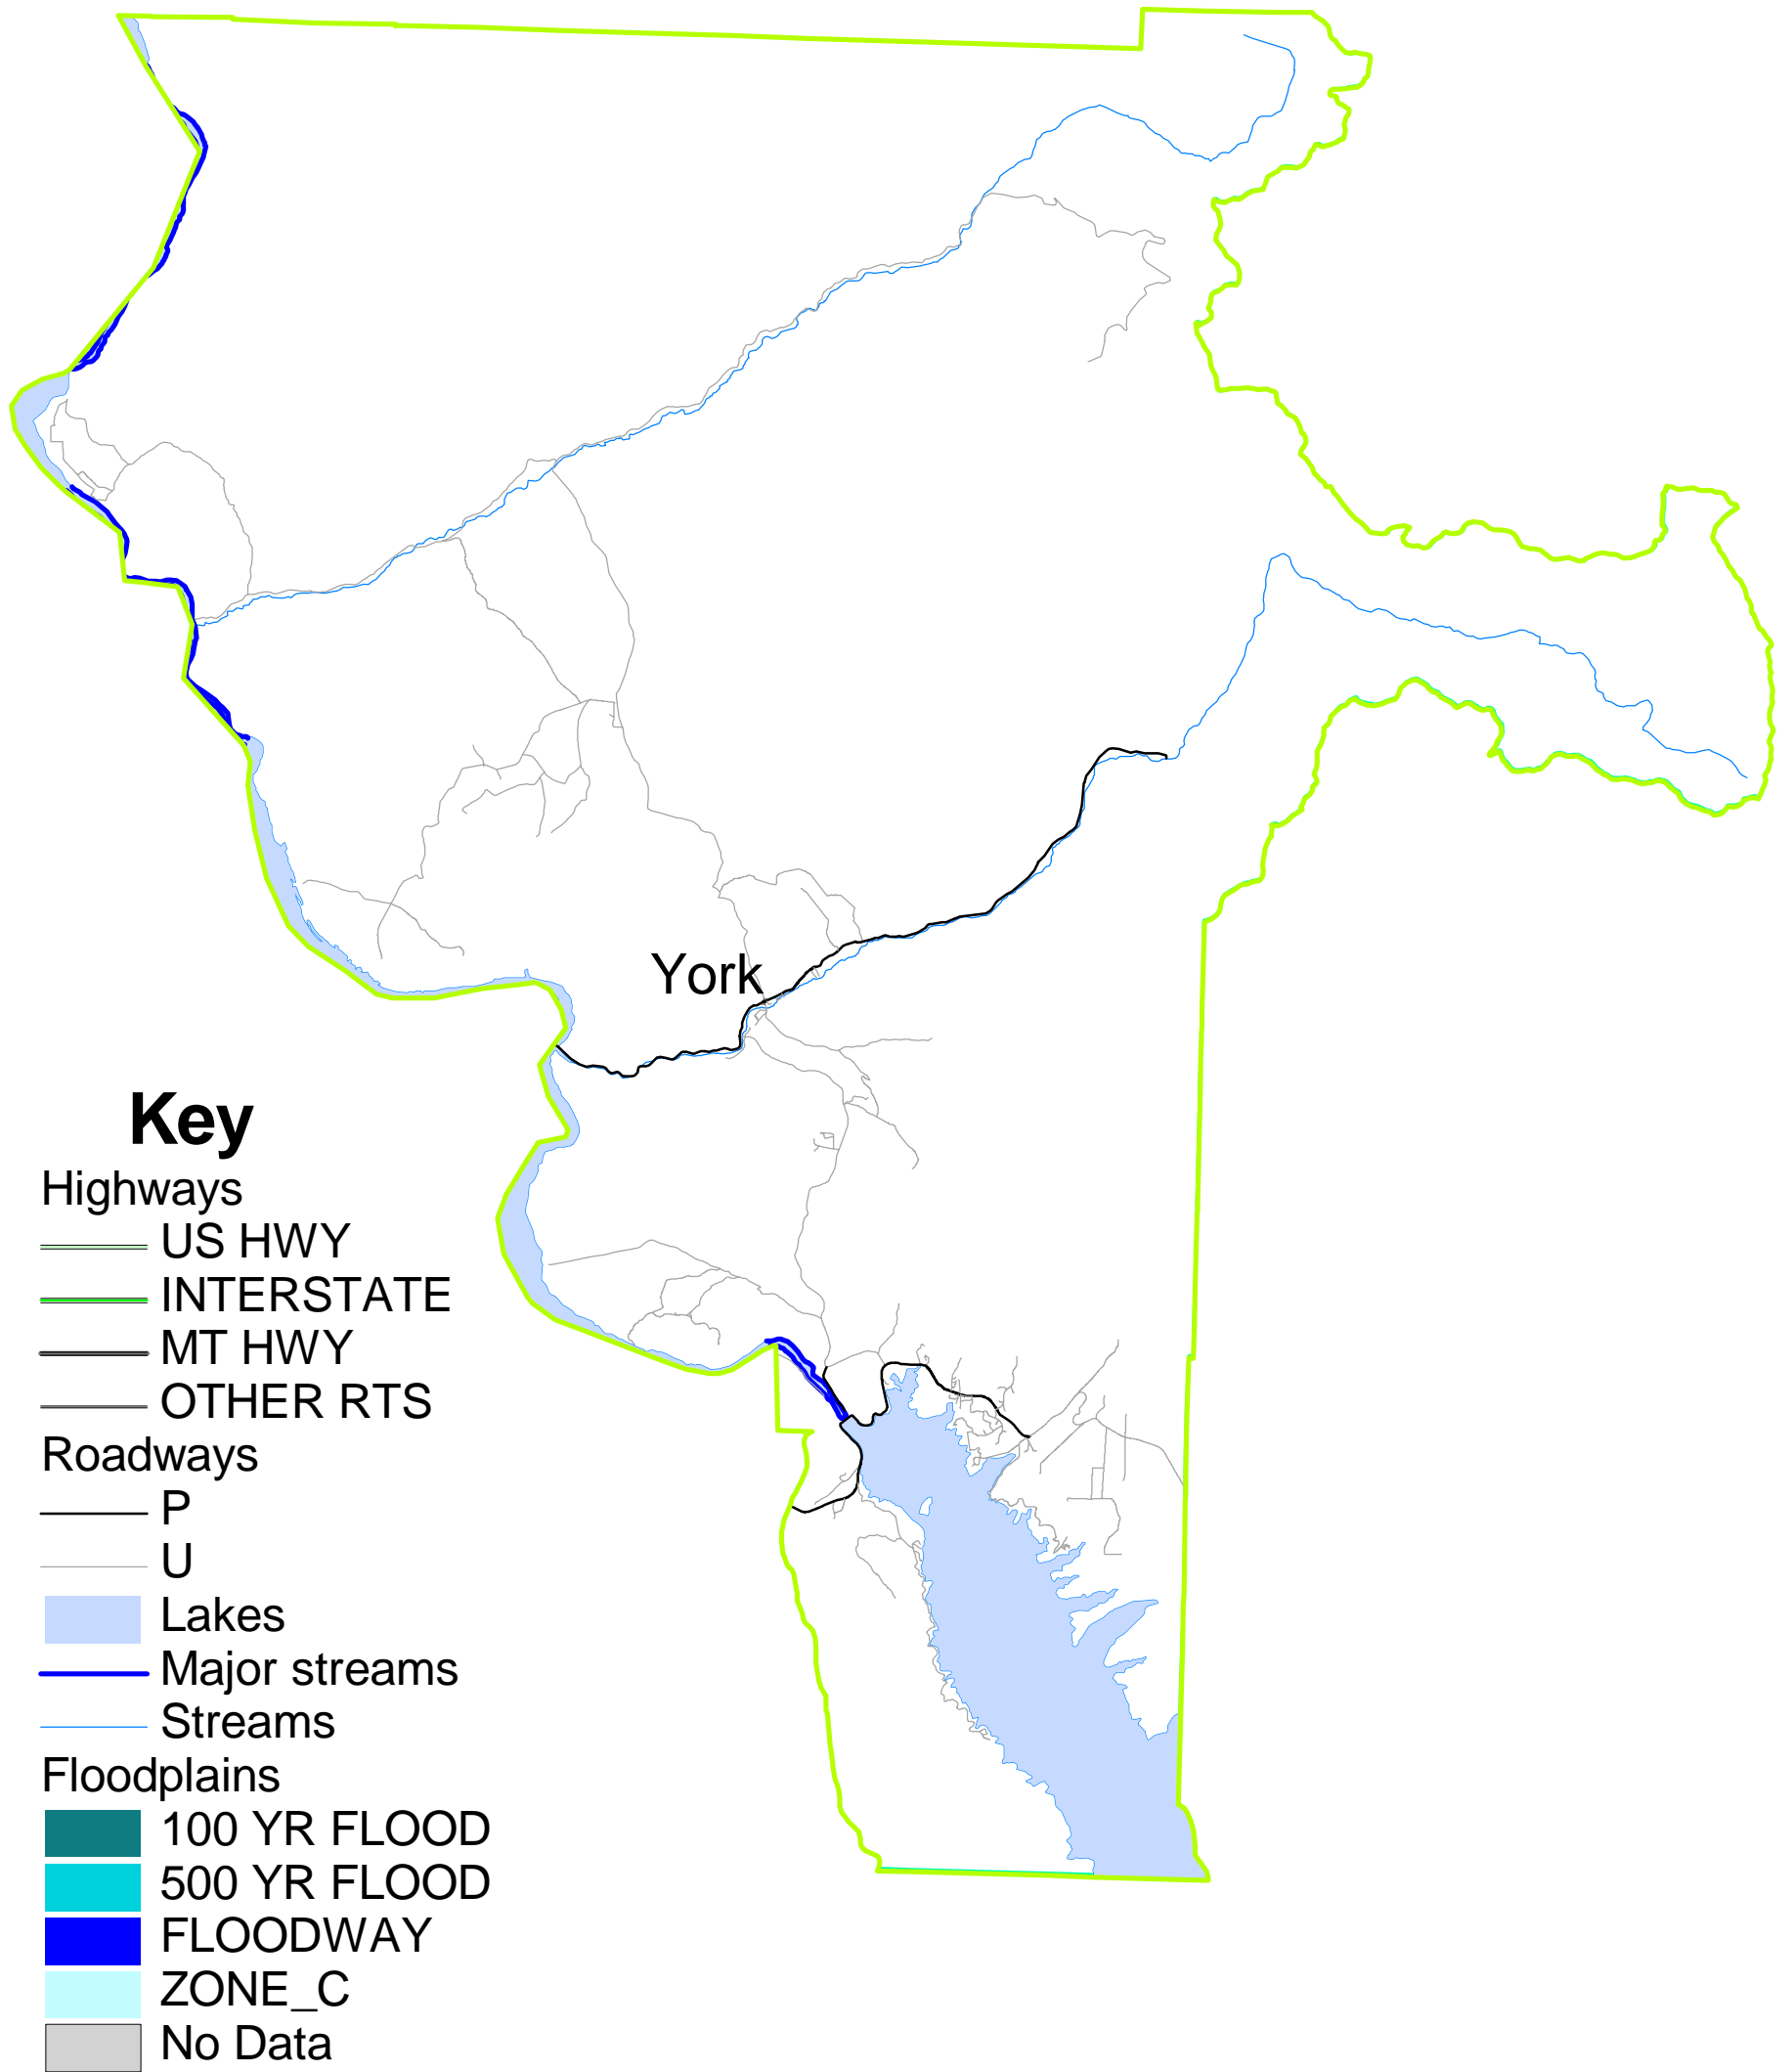 York
Key
Highways
US HWY
INTERSTATE
MT HWY
OTHER RTS
Roadways
P
U
Lakes
Major streams
Streams
Floodplains
100 YR FLOOD
500 YR FLOOD
FLOODWAY
ZONE_C
No Data